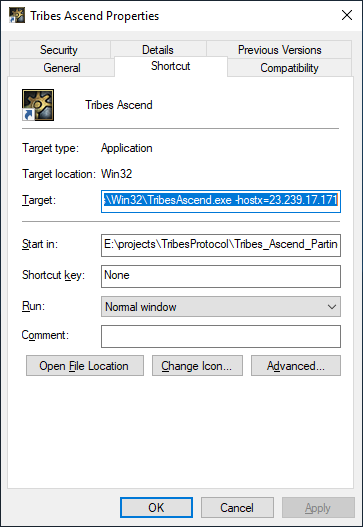 Tribes Ascend Properties
Security Details Previous Versions
General Shortcut Compatibility
Tribes Ascend
Target type: Application
Target location: Win32
Target: :\Win32\TribesAscend.exe -hostx=23.239.17.171
Start in: E:\projects\TribesProtocol\Tribes_Ascend_Partin
Shortcut key: None
Run: Normal window
Comment:
Open File Location Change Icon... Advanced...
OK Cancel Apply